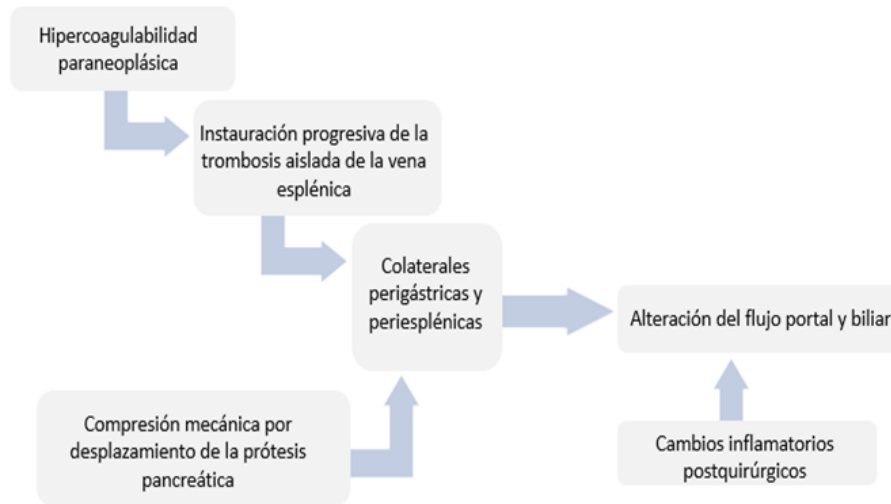 Hipercoagulabilidad
paraneoplásica
Instauración progresiva de la
trombosis aislada de la vena
esplénica
Colaterales
perigástricas y
periesplénicas
Alteración del flujo portal y biliar
Compresión mecánica por
desplazamiento de la prótesis
pancreática
Cambios inflamatorios
postquirúrgicos